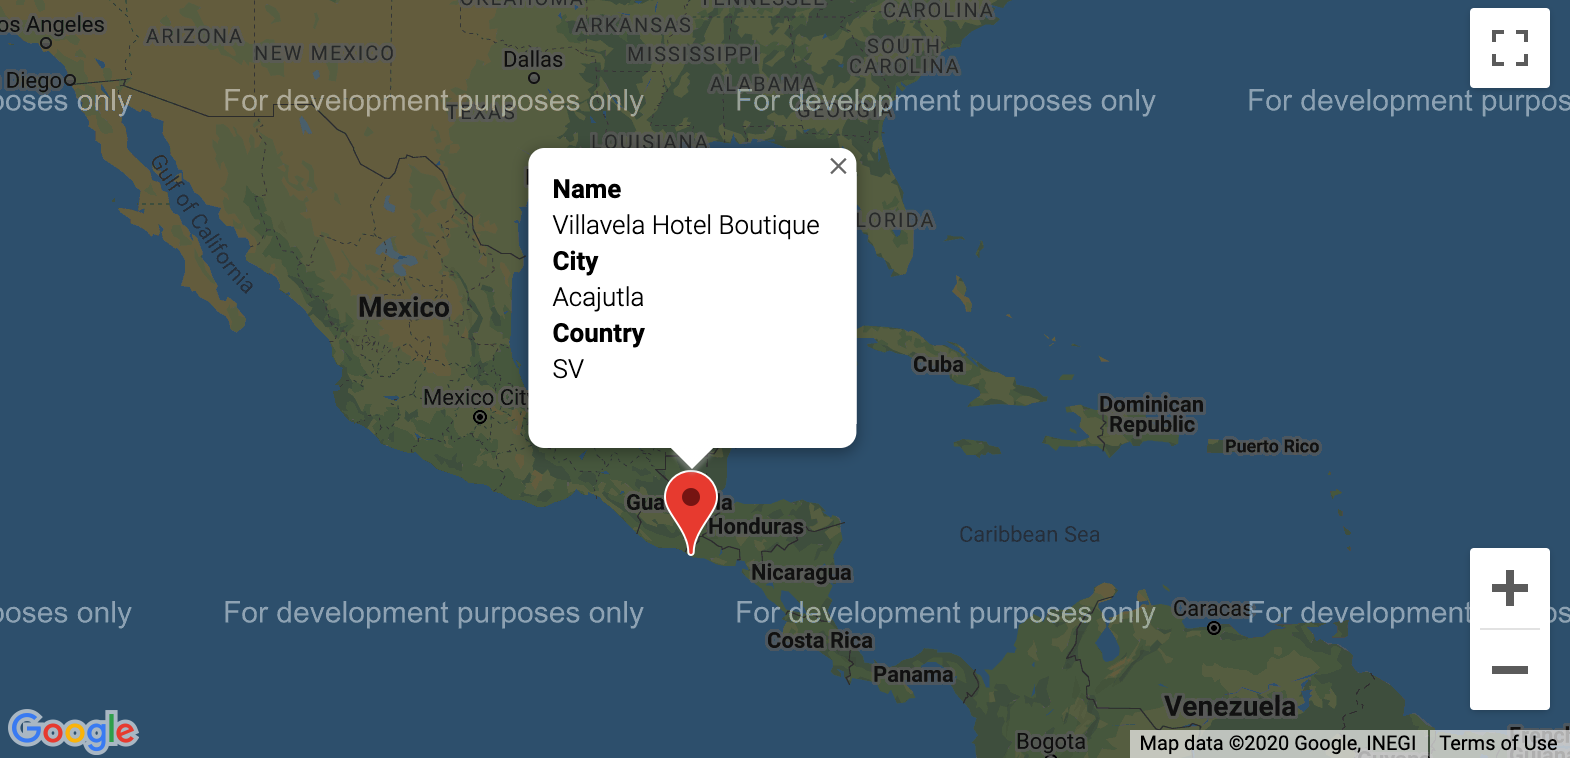 CAROLINA
os Angeles
ARIZONA
NEW MEXICO
ARKANSAS
MISSISSIPPI
SOUTH
CAROLINA
Dallas
Diego
ALABAMA
poses only
For development purposes only
For development purposes only
For development purpos
TEXAS
GEORGIA
LOUISIANA
Gulf of California
Name
Villavela Hotel Boutique
City
Acajutla
Country
SV
LORIDA
Mexico
Cuba
Mexico Cit
Dominican
Republic
Puerto Rico
Gua
la
Honduras
Caribbean Sea
Nicaragua
poses only
For development purposes only
For development purposes only
For development purpos
Caracas
Costa Rica
Panama
Venezuela
Google
Bogota
Map data ©2020 Google, INEGI
Terms of Use